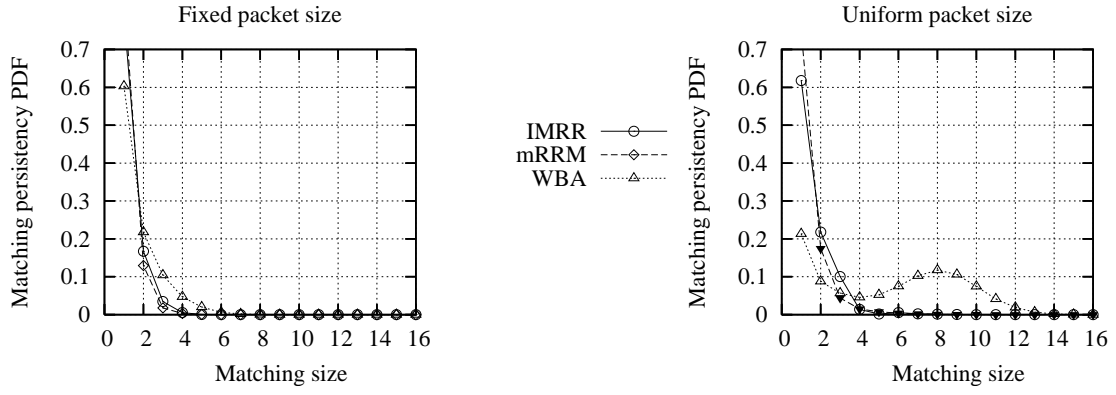 Fixed packet size
0.7
0.6
0.5
0.4
0.3
0.2
0.1
0
0 2 4 6 8 10 12 14 16
Matching persistency PDF
Matching size
IMRR
mRRM
WBA
Uniform packet size
0.7
0.6
0.5
0.4
0.3
0.2
0.1
0
0 2 4 6 8 10 12 14 16
Matching persistency PDF
Matching size